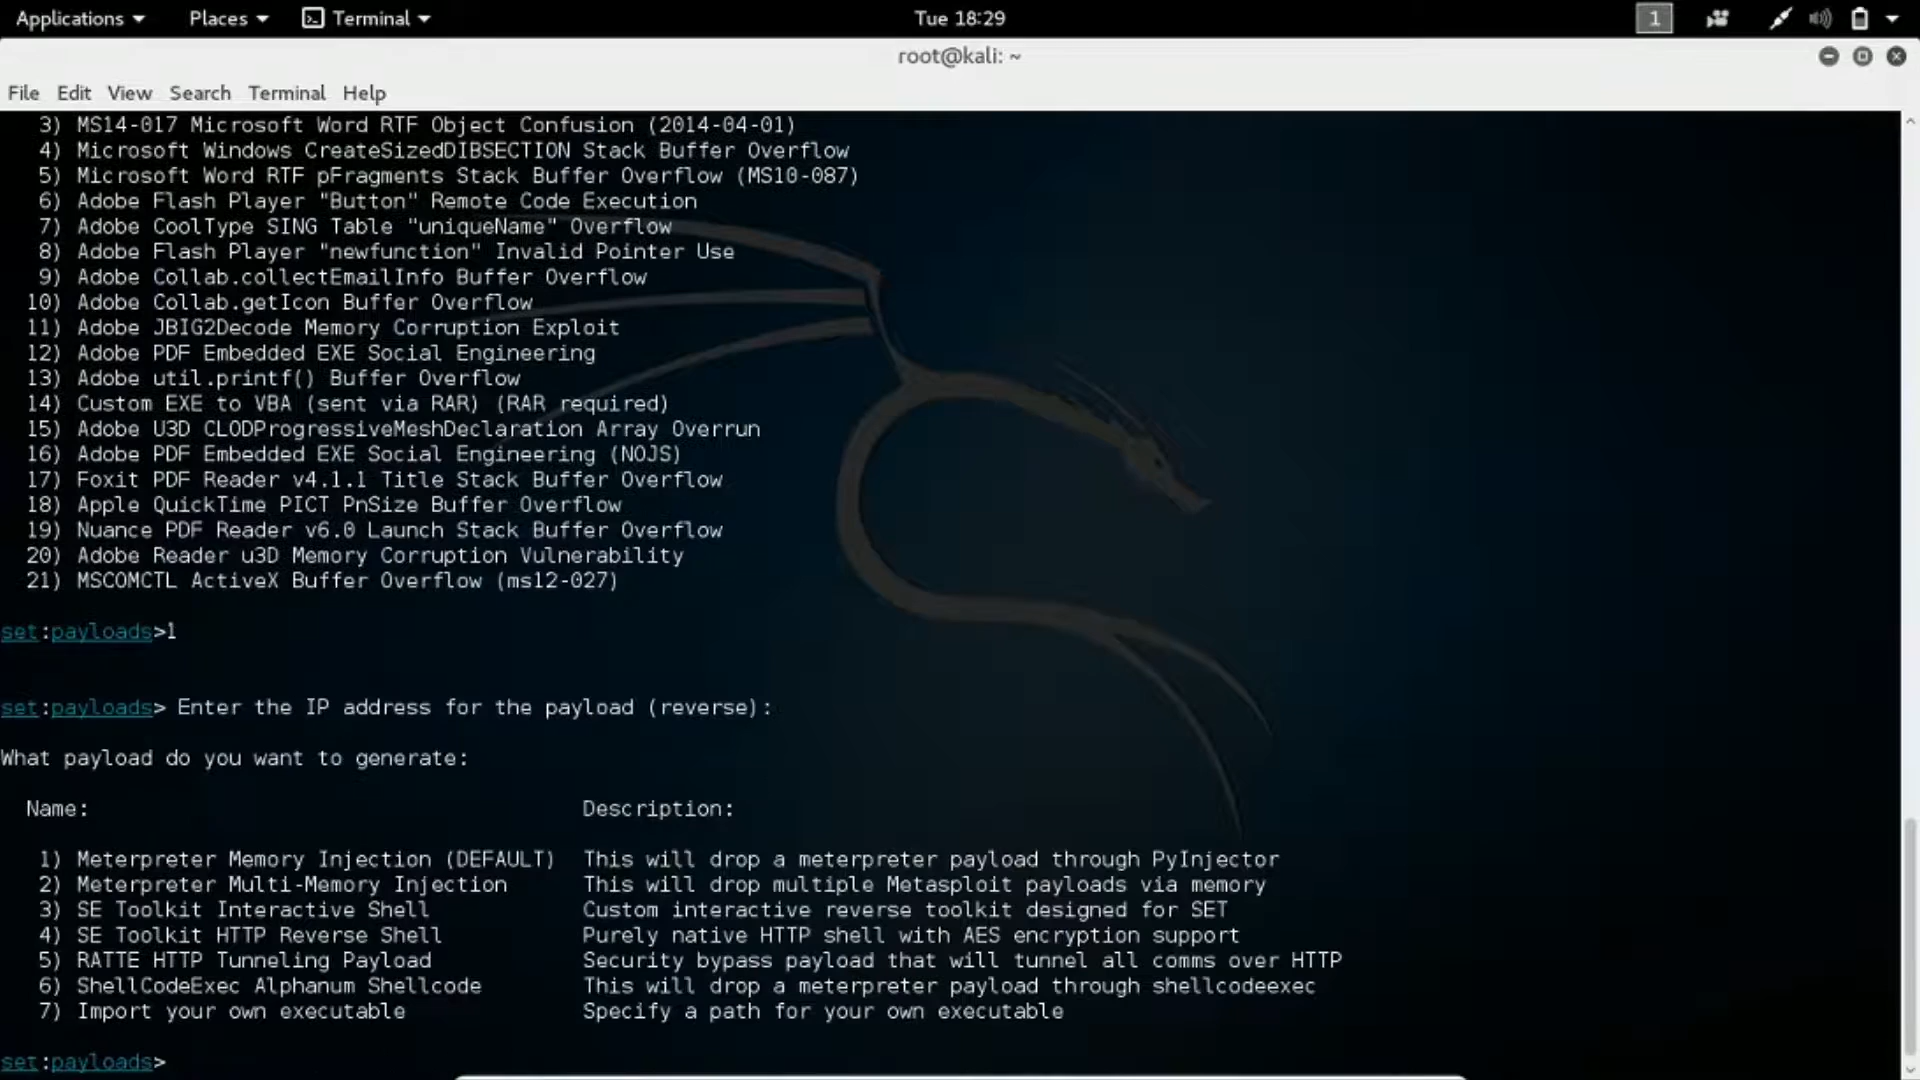 Applications Places Terminal Tue 18:29 1
root@kali: ~
File Edit View Search Terminal Help
3) MS14-017 Microsoft Word RTF Object Confusion (2014-04-01)
4) Microsoft Windows CreateSizedDIBSECTION Stack Buffer Overflow
5) Microsoft Word RTF pFragments Stack Buffer Overflow (MS10-087)
6) Adobe Flash Player "Button" Remote Code Execution
7) Adobe CoolType SING Table "uniqueName" Overflow
8) Adobe Flash Player "newfunction" Invalid Pointer Use
9) Adobe Collab.collectEmailInfo Buffer Overflow
10) Adobe Collab.getIcon Buffer Overflow
11) Adobe JBIG2Decode Memory Corruption Exploit
12) Adobe PDF Embedded EXE Social Engineering
13) Adobe util.printf() Buffer Overflow
14) Custom EXE to VBA (sent via RAR) (RAR required)
15) Adobe U3D CLODProgressiveMeshDeclaration Array Overrun
16) Adobe PDF Embedded EXE Social Engineering (NOJS)
17) Foxit PDF Reader v4.1.1 Title Stack Buffer Overflow
18) Apple QuickTime PICT PnSize Buffer Overflow
19) Nuance PDF Reader v6.0 Launch Stack Buffer Overflow
20) Adobe Reader u3D Memory Corruption Vulnerability
21) MSCOMCTL ActiveX Buffer Overflow (ms12-027)
set:payloads>1
set:payloads> Enter the IP address for the payload (reverse):
What payload do you want to generate:
Name: Description:
1) Meterpreter Memory Injection (DEFAULT) This will drop a meterpreter payload through PyInjector
2) Meterpreter Multi-Memory Injection This will drop multiple Metasploit payloads via memory
3) SE Toolkit Interactive Shell Custom interactive reverse toolkit designed for SET
4) SE Toolkit HTTP Reverse Shell Purely native HTTP shell with AES encryption support
5) RATTE HTTP Tunneling Payload Security bypass payload that will tunnel all comms over HTTP
6) ShellCodeExec Alphanum Shellcode This will drop a meterpreter payload through shellcodeexec
7) Import your own executable Specify a path for your own executable
set:payloads>